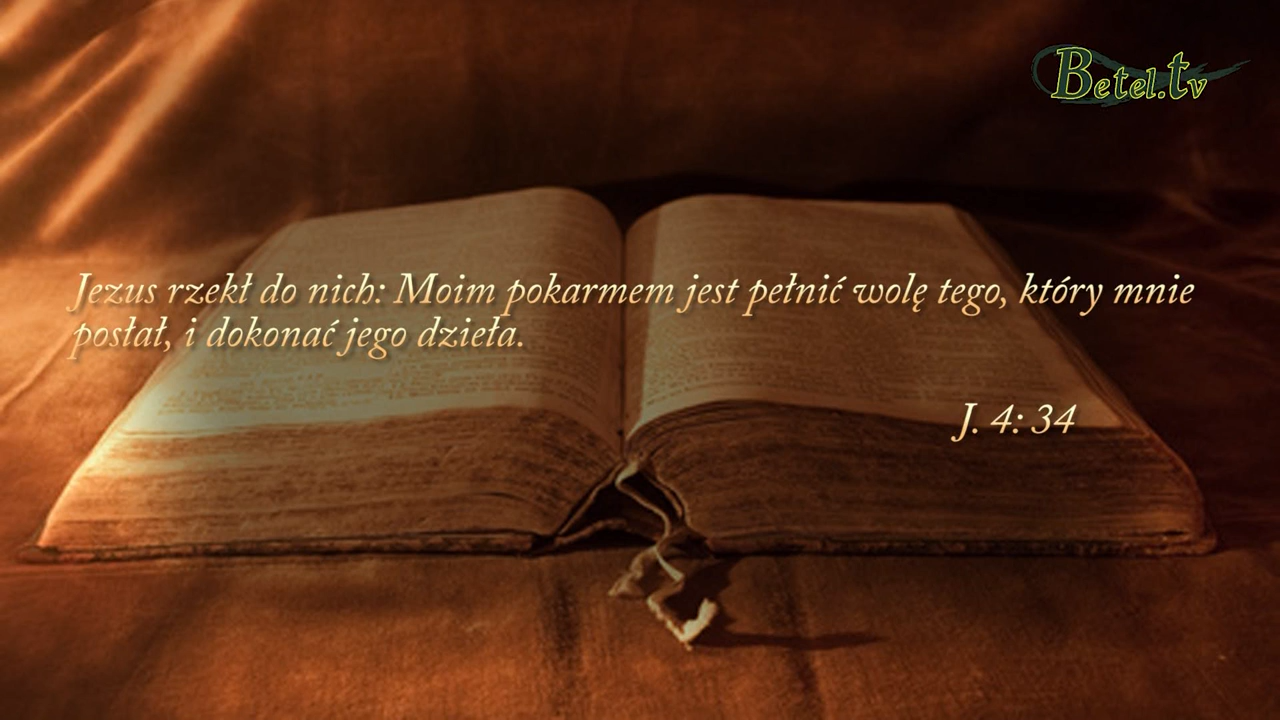 Betel.tv
Jezus rzekł do nich: Moim pokarmem jest pełnić wolę tego, który mnie
posłał, i dokonać jego dzieła.
J. 4: 34